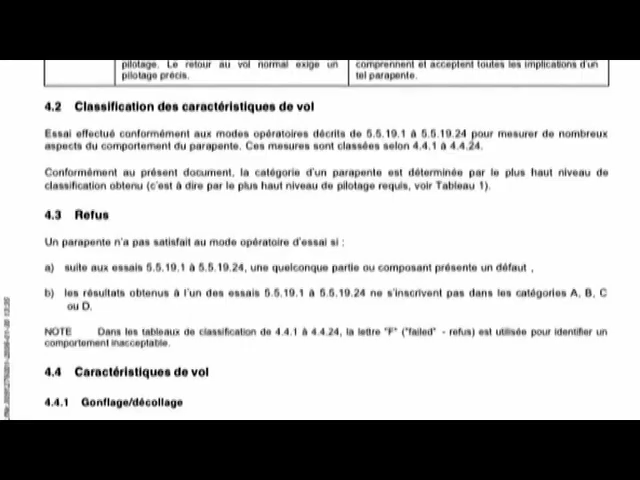 pilotage. Le retour au vol normal exige un
pilotage précis.
comprennent et acceptent toutes les implications d'un
tel parapente.
4.2 Classification des caractéristiques de vol
Essai effectué conformément aux modes opératoires décrits de 5.5.19.1 à 5.5.19.24 pour mesurer de nombreux
aspects du comportement du parapente. Ces mesures sont classées selon 4.4.1 à 4.4.24.
Conformément au présent document, la catégorie d'un parapente est déterminée par le plus haut niveau de
classification obtenu (c'est à dire par le plus haut niveau de pilotage requis, voir Tableau 1).
4.3 Refus
Un parapente n'a pas satisfait au mode opératoire d'essai si :
a) suite aux essais 5.5.19.1 à 5.5.19.24, une quelconque partie ou composant présente un défaut ,
b) les résultats obtenus à l'un des essais 5.5.19.1 à 5.5.19.24 ne s'inscrivent pas dans les catégories A, B, C
ou D.
NOTE Dans les tableaux de classification de 4.4.1 à 4.4.24, la lettre "F" ("failed" - refus) est utilisée pour identifier un
comportement inacceptable.
4.4 Caractéristiques de vol
4.4.1 Gonflage/décollage